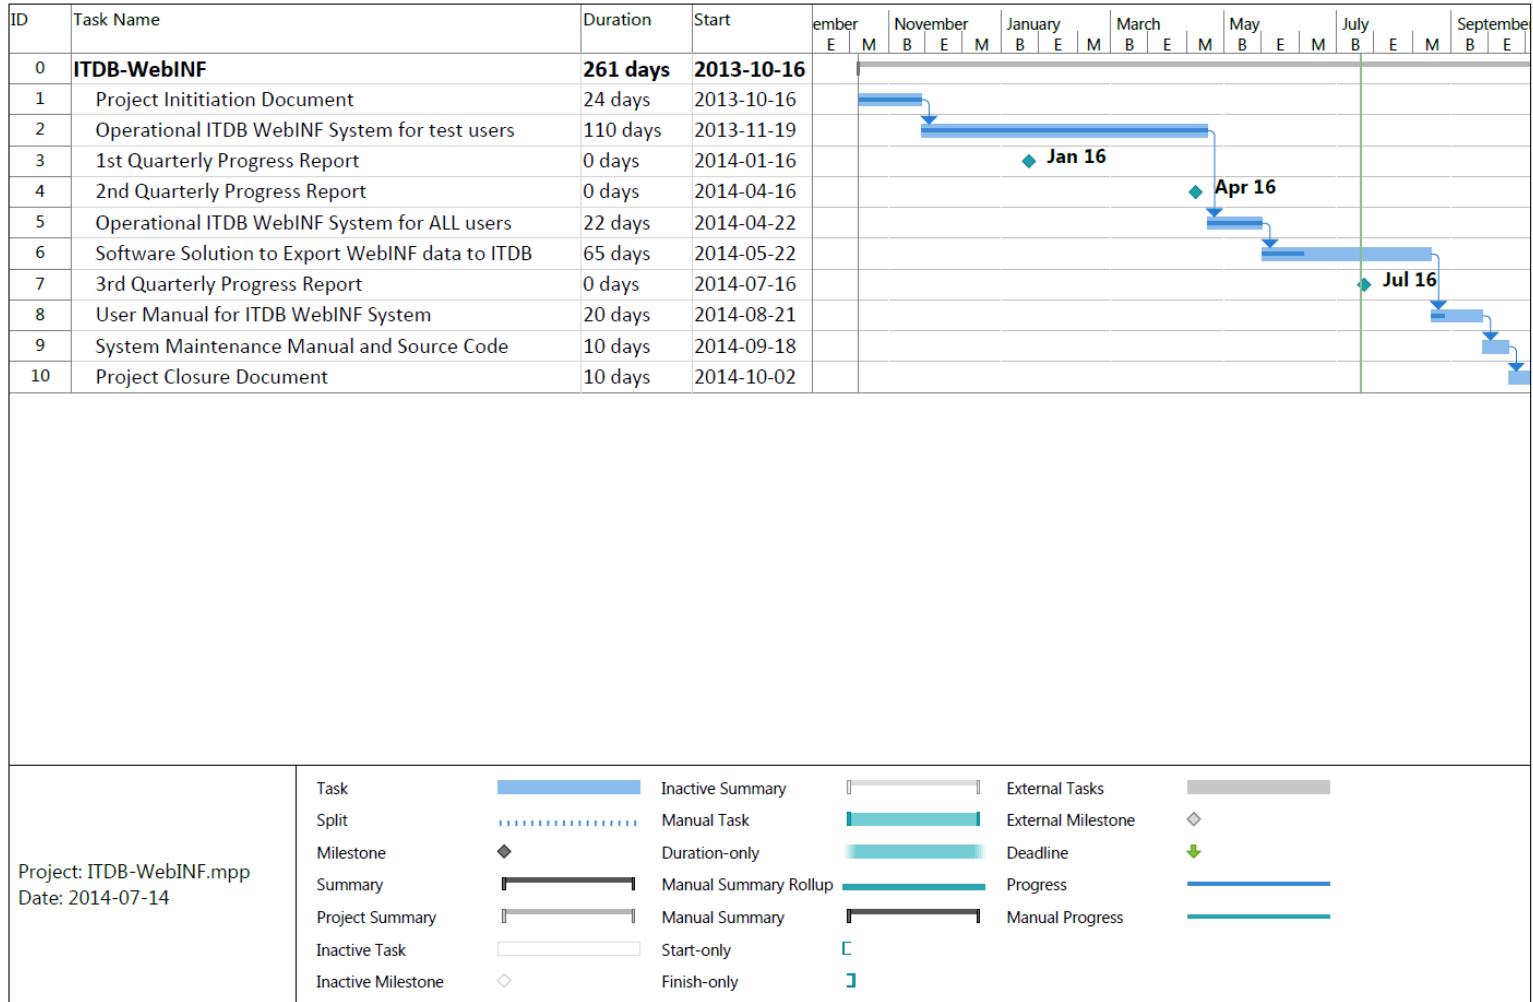 ID Task Name Duration Start ember November January March May July September
E M B E M B E M B E M B E M B E M B E
0 ITDB-WebINF 261 days 2013-10-16
1 Project Inititiation Document 24 days 2013-10-16
2 Operational ITDB WebINF System for test users 110 days 2013-11-19
3 1st Quarterly Progress Report 0 days 2014-01-16 Jan 16
4 2nd Quarterly Progress Report 0 days 2014-04-16 Apr 16
5 Operational ITDB WebINF System for ALL users 22 days 2014-04-22
6 Software Solution to Export WebINF data to ITDB 65 days 2014-05-22
7 3rd Quarterly Progress Report 0 days 2014-07-16 Jul 16
8 User Manual for ITDB WebINF System 20 days 2014-08-21
9 System Maintenance Manual and Source Code 10 days 2014-09-18
10 Project Closure Document 10 days 2014-10-02
Project: ITDB-WebINF.mpp
Date: 2014-07-14
Task Inactive Summary External Tasks
Split Manual Task External Milestone
Milestone Duration-only Deadline
Summary Manual Summary Rollup Progress
Project Summary Manual Summary Manual Progress
Inactive Task Start-only
Inactive Milestone Finish-only